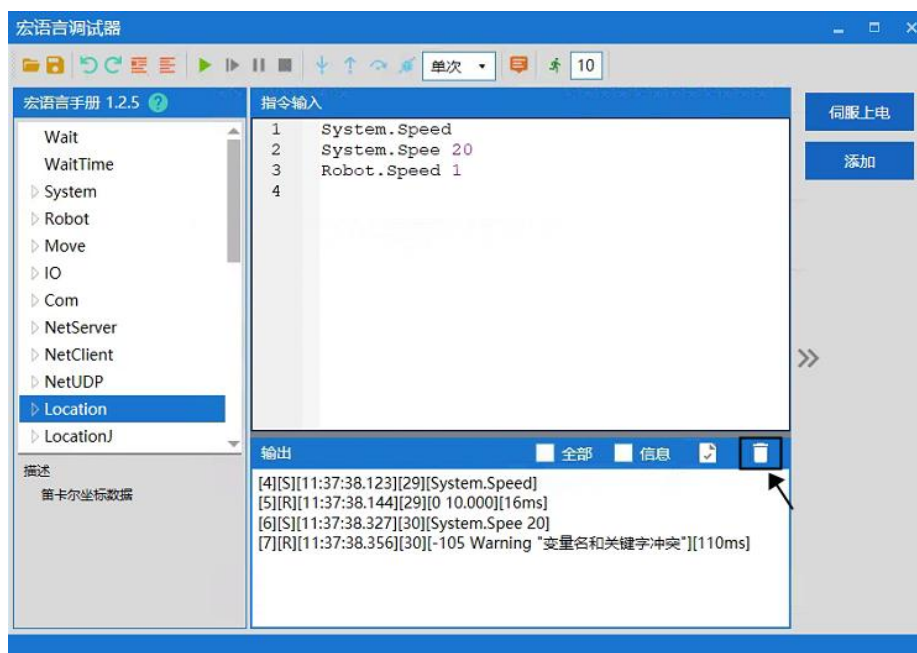 宏语言调试器
单次
10
宏语言手册 1.2.5
Wait
WaitTime
System
Robot
Move
IO
Com
NetServer
NetClient
NetUDP
Location
LocationJ
描述
笛卡尔坐标数据
指令输入
1 System.Speed
2 System.Spee 20
3 Robot.Speed 1
4
输出 全部 信息
[4][S][11:37:38.123][29][System.Speed]
[5][R][11:37:38.144][29][0 10.000][16ms]
[6][S][11:37:38.327][30][System.Spee 20]
[7][R][11:37:38.356][30][-105 Warning "变量名和关键字冲突"][110ms]
伺服上电
添加